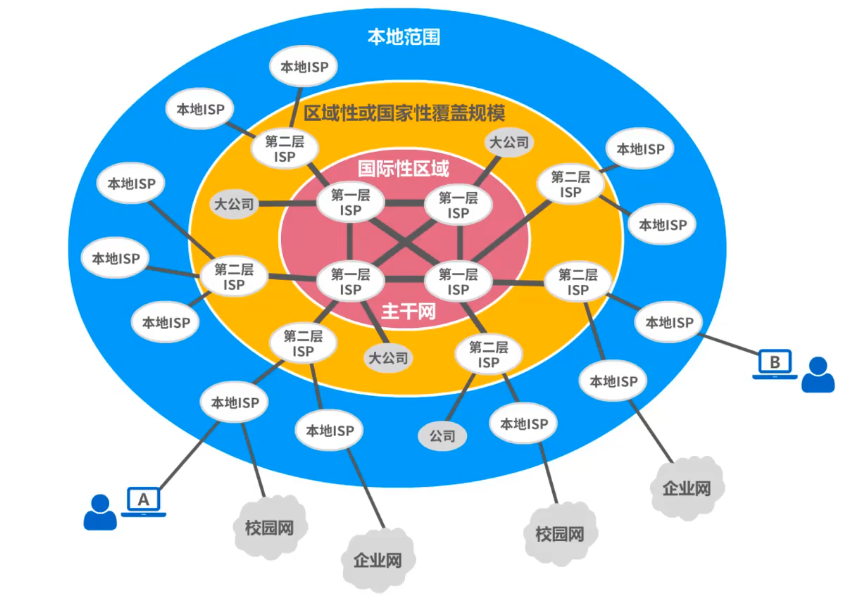 本地范围
本地ISP
区域性或国家性覆盖规模
本地ISP
第二层
ISP
大公司
本地ISP
国际性区域
本地ISP
第二层
ISP
大公司
第一层
ISP
第一层
ISP
本地ISP
本地ISP
第二层
ISP
第一层
ISP
第一层
ISP
第二层
ISP
本地ISP
主干网
本地ISP
第二层
ISP
大公司
第二层
ISP
B
本地ISP
本地ISP
本地ISP
公司
本地ISP
A
校园网
企业网
校园网
企业网